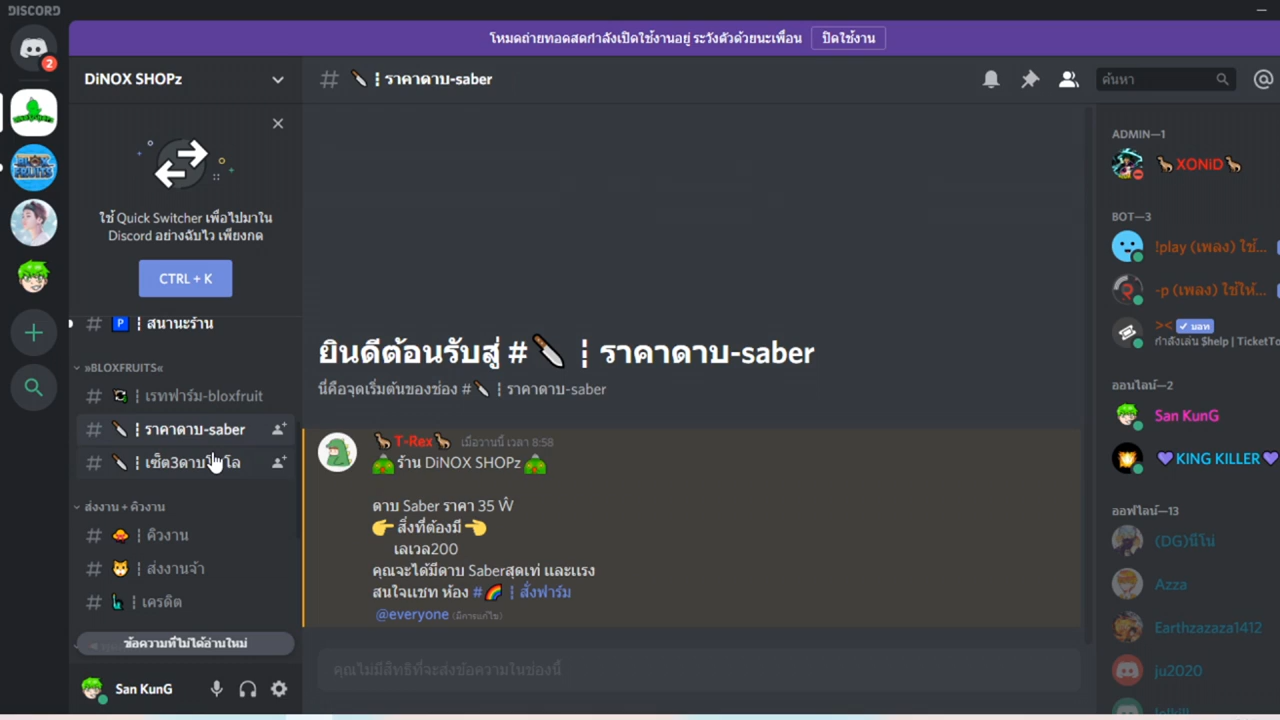 DISCORD
โหมดถ่ายทอดสดกำลังเปิดใช้งานอยู่ ระวังตัวด้วยนะเพื่อน
ปิดใช้งาน
2
DiNOX SHOPz
ใช้ Quick Switcher เพื่อไปมาใน
Discord อย่างฉับไว เพียงกด
CTRL + K
# P ┆ สนานะร้าน
»BLOXFRUITS«
# ┆ เรทฟาร์ม-bloxfruit
# 🔪 ┆ ราคาดาบ-saber
# 🔪 ┆ เซ็ต3ดาบโซโล
ส่งงาน + คิวงาน
# ┆ คิวงาน
# ┆ ส่งงานจ้า
# ┆ เครดิต
ข้อความที่ไม่ได้อ่านใหม่
San KunG
# 🔪 ┆ ราคาดาบ-saber
ค้นหา
ยินดีต้อนรับสู่ #🔪 ┆ ราคาดาบ-saber
นี่คือจุดเริ่มต้นของช่อง #🔪 ┆ ราคาดาบ-saber
T-Rex เมื่อวานนี้ เวลา 8:58
ร้าน DiNOX SHOPz
ดาบ Saber ราคา 35 Ŵ
👉 สิ่งที่ต้องมี 👈
เลเวล200
คุณจะได้มีดาบ Saberสุดเท่ และแรง
สนใจแชท ห้อง #🌈 ┆ สั่งฟาร์ม
@everyone (มีการแก้ไข)
คุณไม่มีสิทธิที่จะส่งข้อความในช่องนี้
ADMIN—1
XONiD
BOT—3
!play (เพลง) ใช้...
-p (เพลง) ใช้ให้...
>< ✓ บอท
กำลังเล่น $help | TicketTo
ออนไลน์—2
San KunG
💜 KING KILLER 💜
ออฟไลน์—13
(DG)นีโน่
Azza
Earthzazaza1412
ju2020